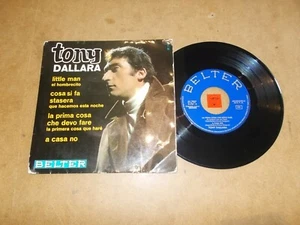 tony
DALLARA
little man
el hombrecito
cosa si fa
stasera
que hacemos esta noche
la prima cosa
che devo fare
la primera cosa que haré
a casa no
BELTER
BELTER